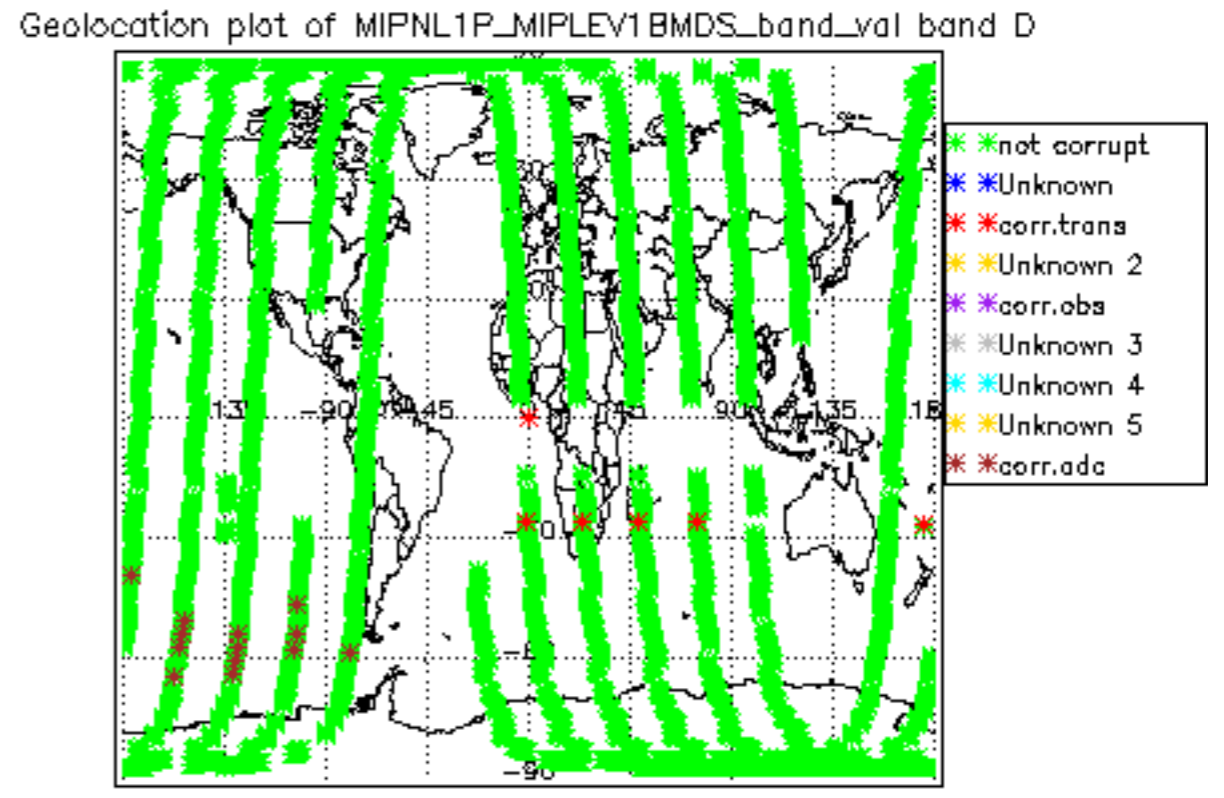 Geolocation plot of MIPNL1P_MIPLEV1BMDS_band_val band D
not corrupt
Unknown
corr.trans
Unknown 2
corr.obs
Unknown 3
Unknown 4
Unknown 5
corr.adc
-90
45
90
135
-90